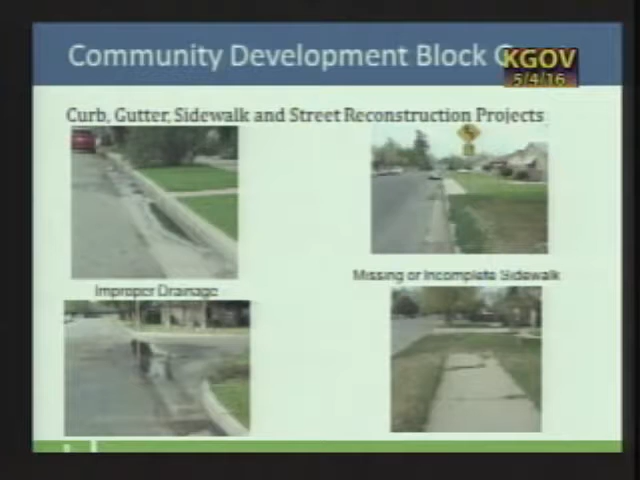 Community Development Block G
KGOV
5/4/16
Curb, Gutter, Sidewalk and Street Reconstruction Projects
Improper Drainage
Missing or Incomplete Sidewalk